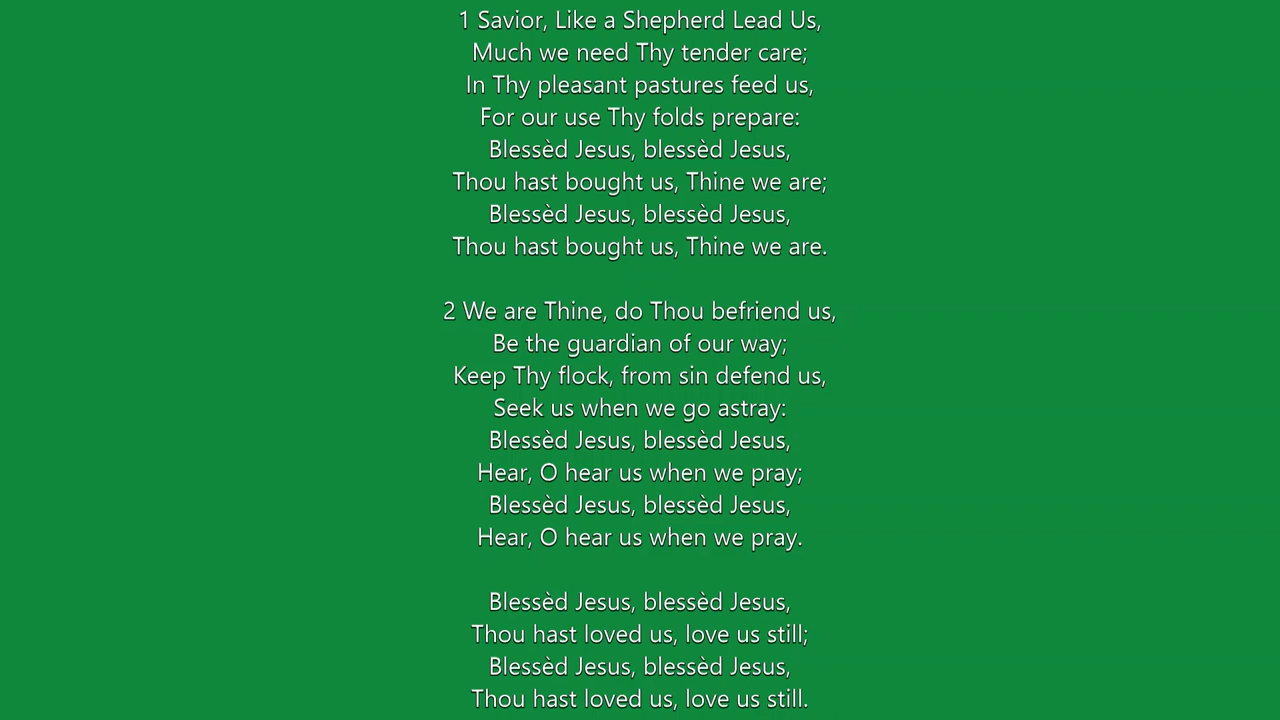 1 Savior, Like a Shepherd Lead Us,
Much we need Thy tender care;
In Thy pleasant pastures feed us,
For our use Thy folds prepare:
Blessèd Jesus, blessèd Jesus,
Thou hast bought us, Thine we are;
Blessèd Jesus, blessèd Jesus,
Thou hast bought us, Thine we are.

2 We are Thine, do Thou befriend us,
Be the guardian of our way;
Keep Thy flock, from sin defend us,
Seek us when we go astray:
Blessèd Jesus, blessèd Jesus,
Hear, O hear us when we pray;
Blessèd Jesus, blessèd Jesus,
Hear, O hear us when we pray.

Blessèd Jesus, blessèd Jesus,
Thou hast loved us, love us still;
Blessèd Jesus, blessèd Jesus,
Thou hast loved us, love us still.